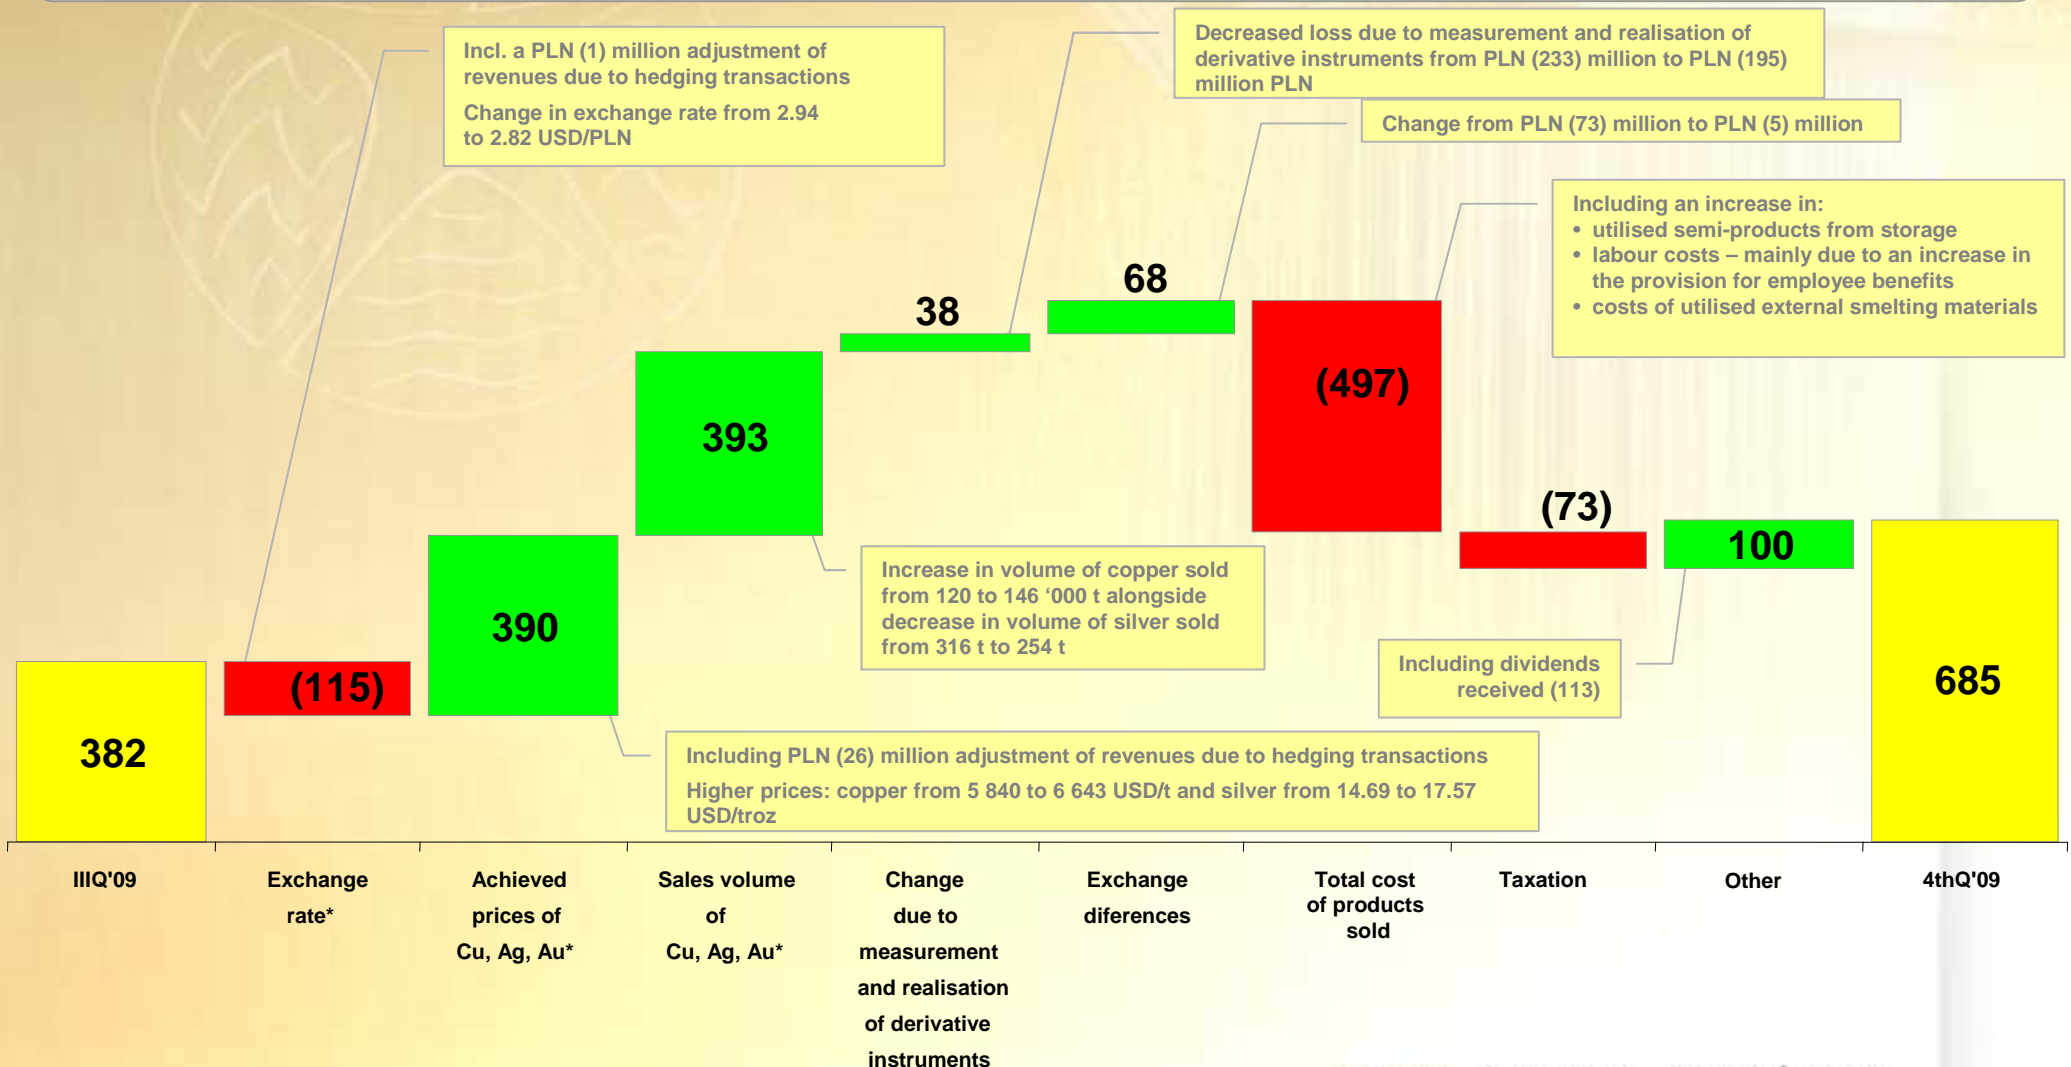 Incl. a PLN (1) million adjustment of
revenues due to hedging transactions
Change in exchange rate from 2.94
to 2.82 USD/PLN
Decreased loss due to measurement and realisation of
derivative instruments from PLN (233) million to PLN (195)
million PLN
Change from PLN (73) million to PLN (5) million
Including an increase in:
• utilised semi-products from storage
• labour costs – mainly due to an increase in
the provision for employee benefits
• costs of utilised external smelting materials
382
(115)
390
393
38
68
(497)
(73)
100
685
Increase in volume of copper sold
from 120 to 146 ‘000 t alongside
decrease in volume of silver sold
from 316 t to 254 t
Including dividends
received (113)
Including PLN (26) million adjustment of revenues due to hedging transactions
Higher prices: copper from 5 840 to 6 643 USD/t and silver from 14.69 to 17.57
USD/troz
IIIQ'09
Exchange
rate*
Achieved
prices of
Cu, Ag, Au*
Sales volume
of
Cu, Ag, Au*
Change
due to
measurement
and realisation
of derivative
instruments
Exchange
diferences
Total cost
of products
sold
Taxation
Other
4thQ'09